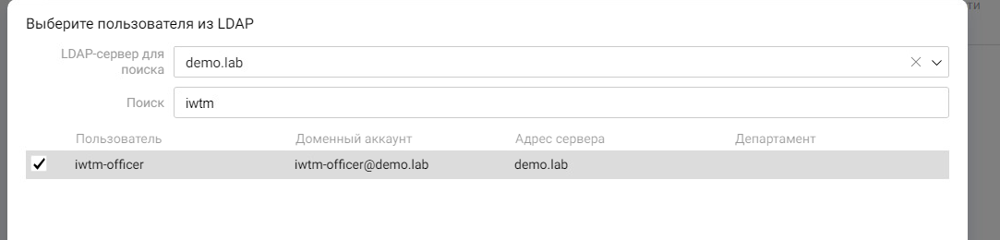 ти
Выберите пользователя из LDAP
LDAP-сервер для
поиска
demo.lab
Поиск
iwtm
Пользователь Доменный аккаунт Адрес сервера Департамент
iwtm-officer iwtm-officer@demo.lab demo.lab